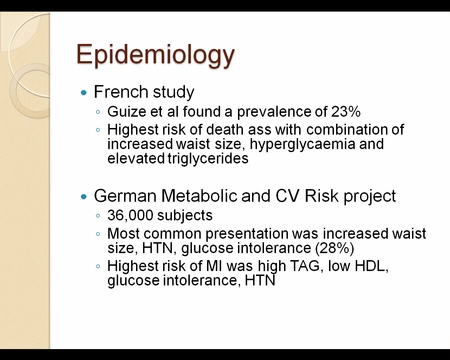 Epidemiology
French study
Guize et al found a prevalence of 23%
Highest risk of death ass with combination of
increased waist size, hyperglycaemia and
elevated triglycerides
German Metabolic and CV Risk project
36,000 subjects
Most common presentation was increased waist
size, HTN, glucose intolerance (28%)
Highest risk of MI was high TAG, low HDL,
glucose intolerance, HTN